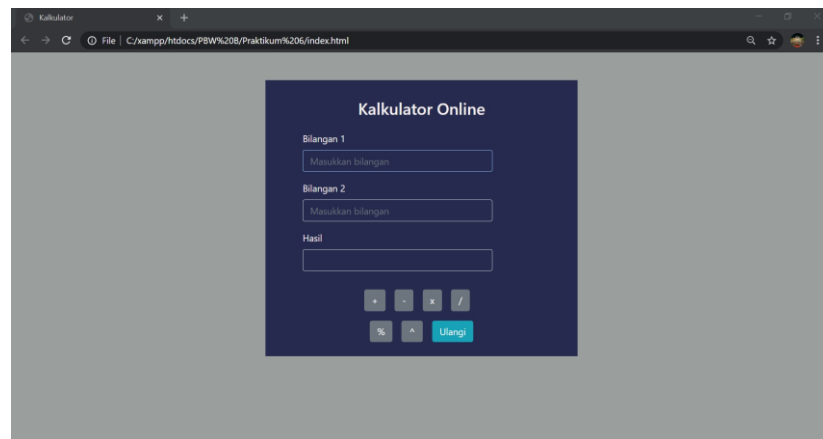 Kalkulator
File | C:/xampp/htdocs/PBW%20B/Praktikum%206/index.html
Kalkulator Online
Bilangan 1
Masukkan bilangan
Bilangan 2
Masukkan bilangan
Hasil
+ - x /
% ^ Ulangi